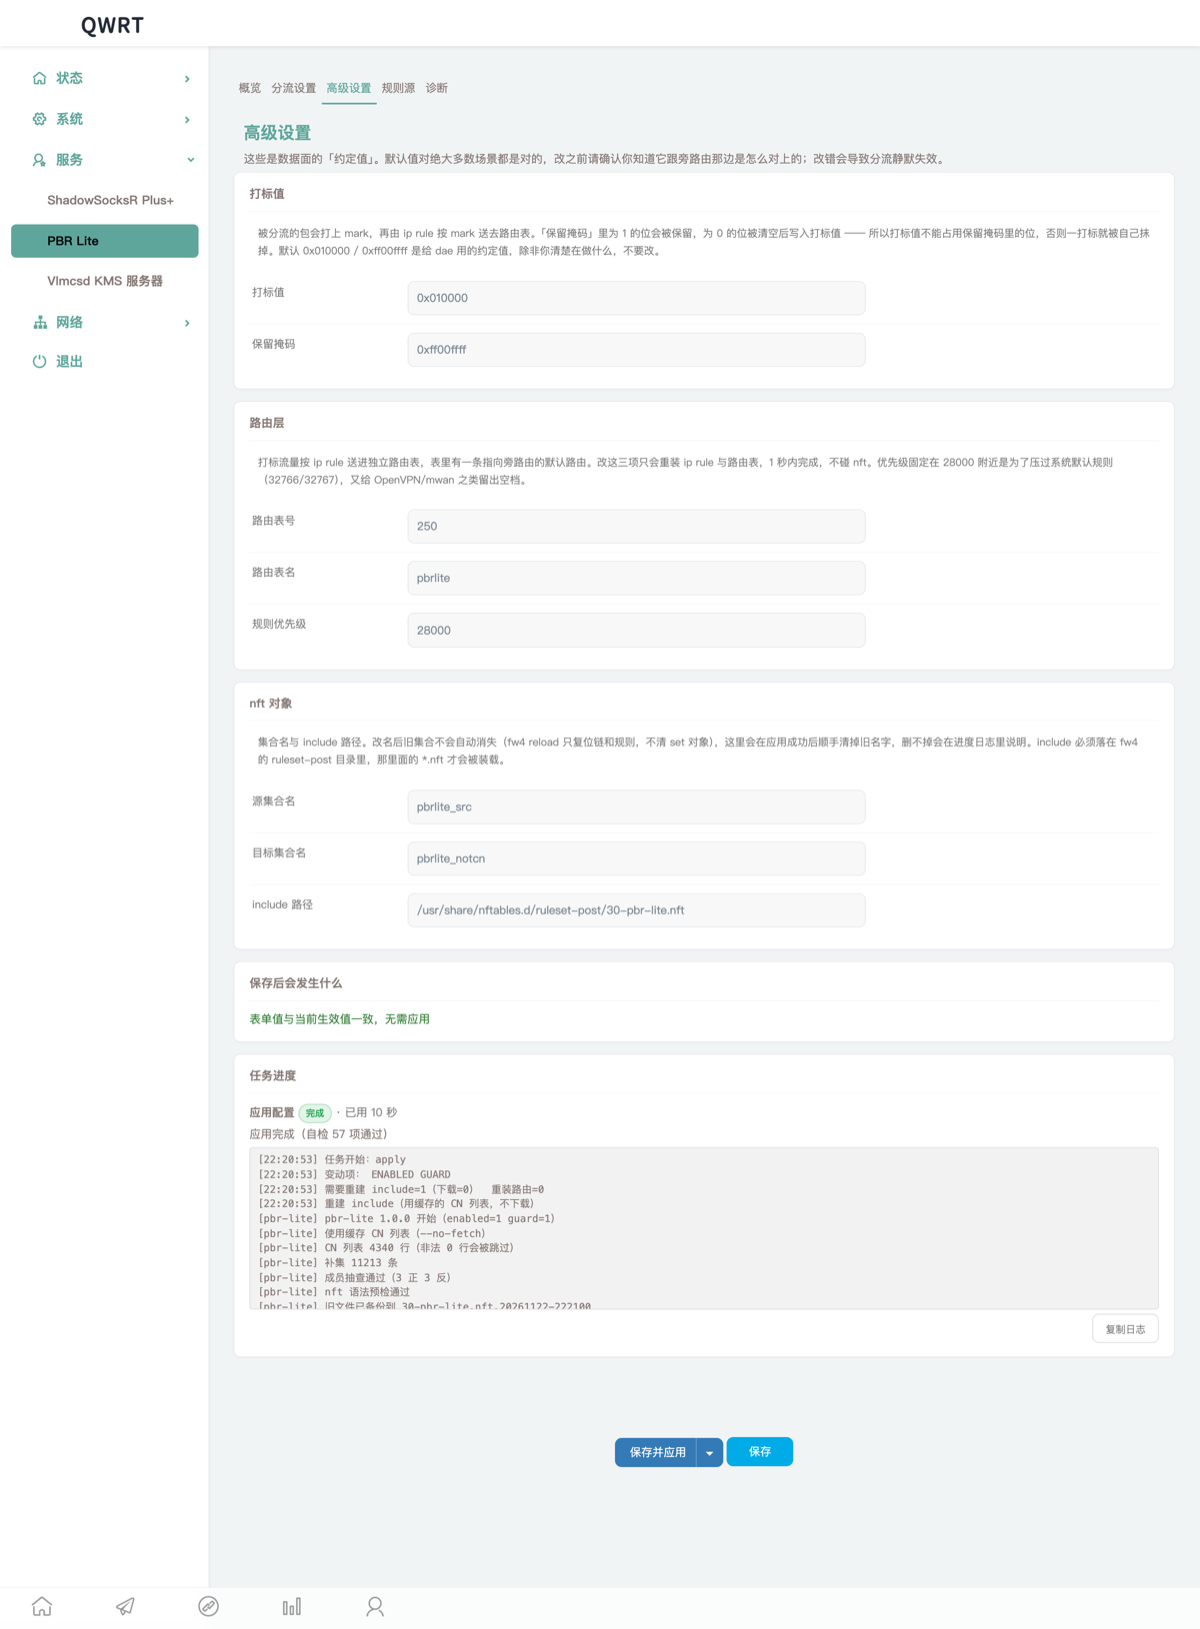 QWRT
状态
系统
服务
ShadowSocksR Plus+
PBR Lite
Vlmcsd KMS 服务器
网络
退出
概览 分流设置 高级设置 规则源 诊断
高级设置
这些是数据面的「约定值」。默认值对绝大多数场景都是对的，改之前请确认你知道它跟旁路由那边是怎么对上的；改错会导致分流静默失效。
打标值
被分流的包会打上 mark，再由 ip rule 按 mark 送去路由表。「保留掩码」里为 1 的位会被保留，为 0 的位被清空后写入打标值 —— 所以打标值不能占用保留掩码里的位，否则一打标就被自己抹
掉。默认 0x010000 / 0xff00ffff 是给 dae 用的约定值，除非你清楚在做什么，不要改。
打标值 0x010000
保留掩码 0xff00ffff
路由层
打标流量按 ip rule 送进独立路由表，表里有一条指向旁路由的默认路由。改这三项只会重装 ip rule 与路由表，1 秒内完成，不碰 nft。优先级固定在 28000 附近是为了压过系统默认规则
（32766/32767），又给 OpenVPN/mwan 之类留出空档。
路由表号 250
路由表名 pbrlite
规则优先级 28000
nft 对象
集合名与 include 路径。改名后旧集合不会自动消失（fw4 reload 只复位链和规则，不清 set 对象），这里会在应用成功后顺手清掉旧名字，删不掉会在进度日志里说明。include 必须落在 fw4
的 ruleset-post 目录里，那里面的 *.nft 才会被装载。
源集合名 pbrlite_src
目标集合名 pbrlite_notcn
include 路径 /usr/share/nftables.d/ruleset-post/30-pbr-lite.nft
保存后会发生什么
表单值与当前生效值一致，无需应用
任务进度
应用配置 完成 · 已用 10 秒
应用完成（自检 57 项通过）
[22:20:53] 任务开始：apply
[22:20:53] 变动项： ENABLED GUARD
[22:20:53] 需要重建 include=1（下载=0） 重装路由=0
[22:20:53] 重建 include（用缓存的 CN 列表，不下载）
[pbr-lite] pbr-lite 1.0.0 开始（enabled=1 guard=1）
[pbr-lite] 使用缓存 CN 列表（--no-fetch）
[pbr-lite] CN 列表 4340 行（非法 0 行会被跳过）
[pbr-lite] 补集 11213 条
[pbr-lite] 成员抽查通过（3 正 3 反）
[pbr-lite] nft 语法预检通过
[pbr-lite] 旧文件已备份到 30-pbr-lite.nft.20261122-222100
复制日志
保存并应用 保存